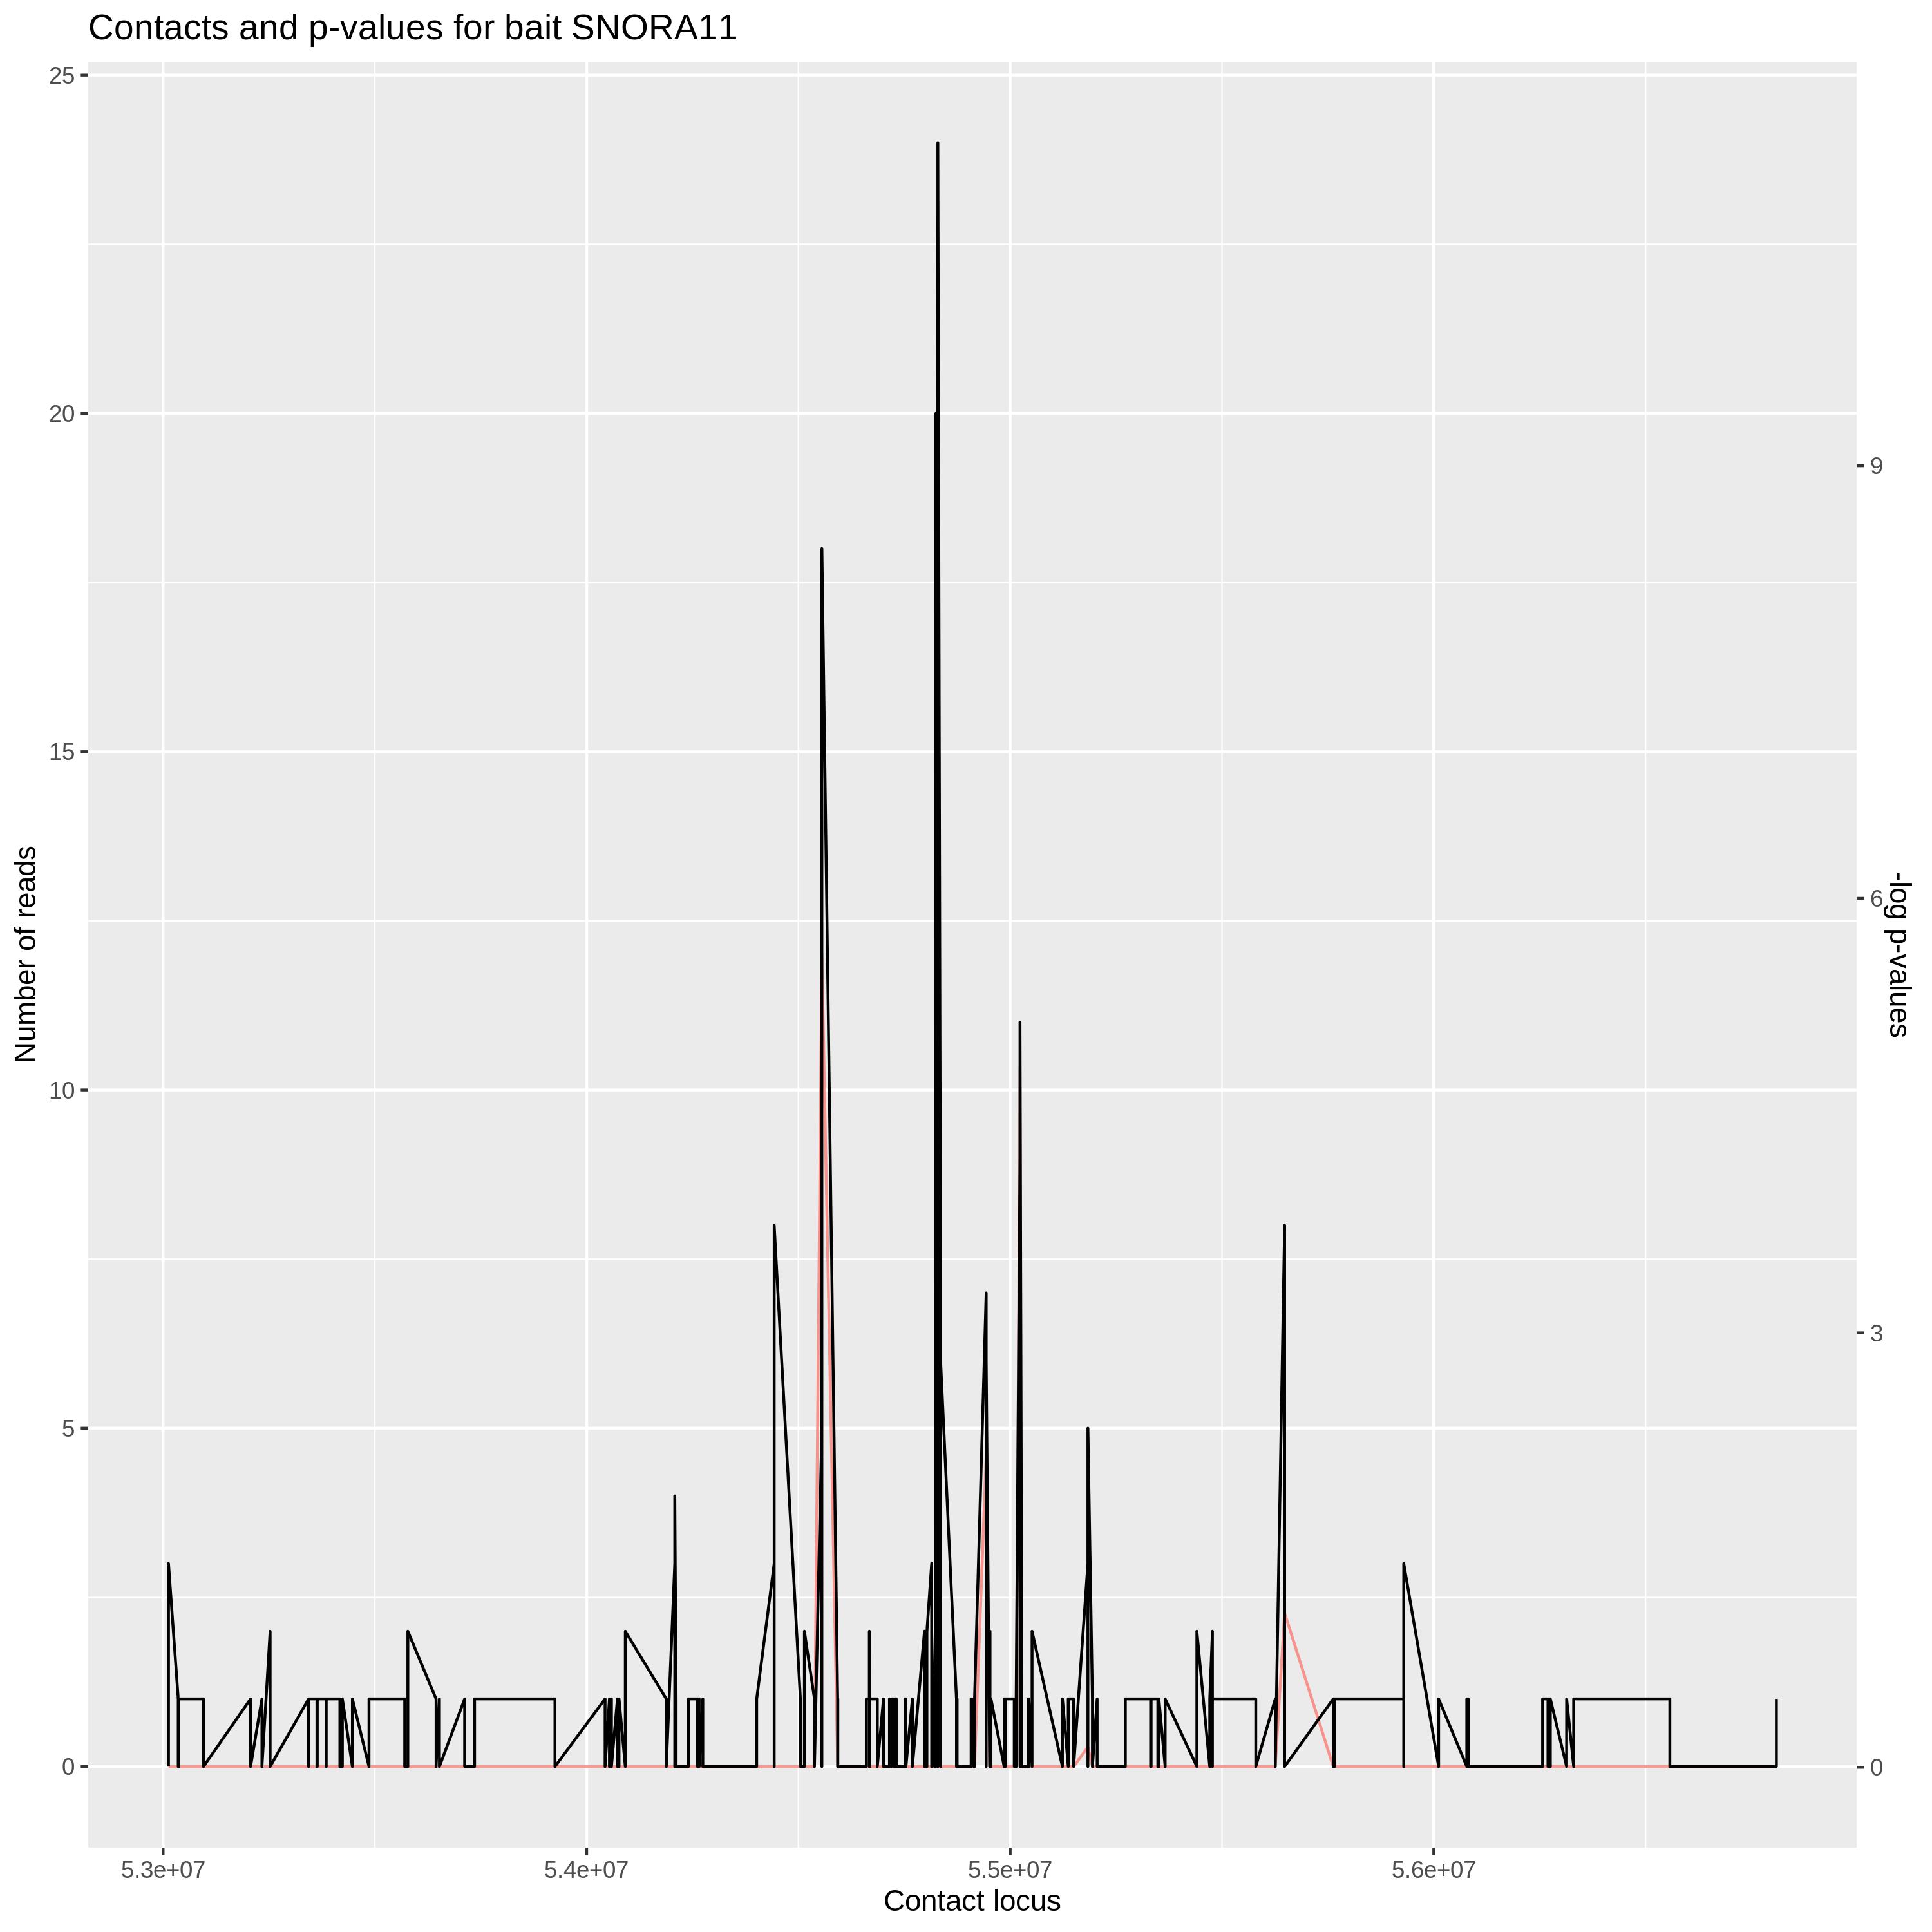 Contacts and p-values for bait SNORA11
25
20
15
10
5
0
Number of reads
9
6
3
0
-log p-values
5.3e+07
5.4e+07
5.5e+07
5.6e+07
Contact locus